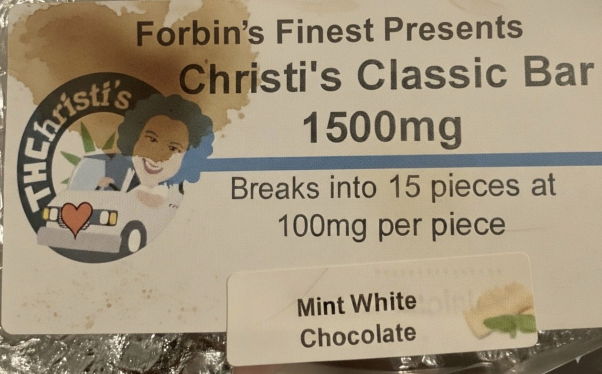 Forbin's Finest Presents
Christi's Classic Bar
1500mg
THChristi's
Breaks into 15 pieces at
100mg per piece
Mint White
Chocolate